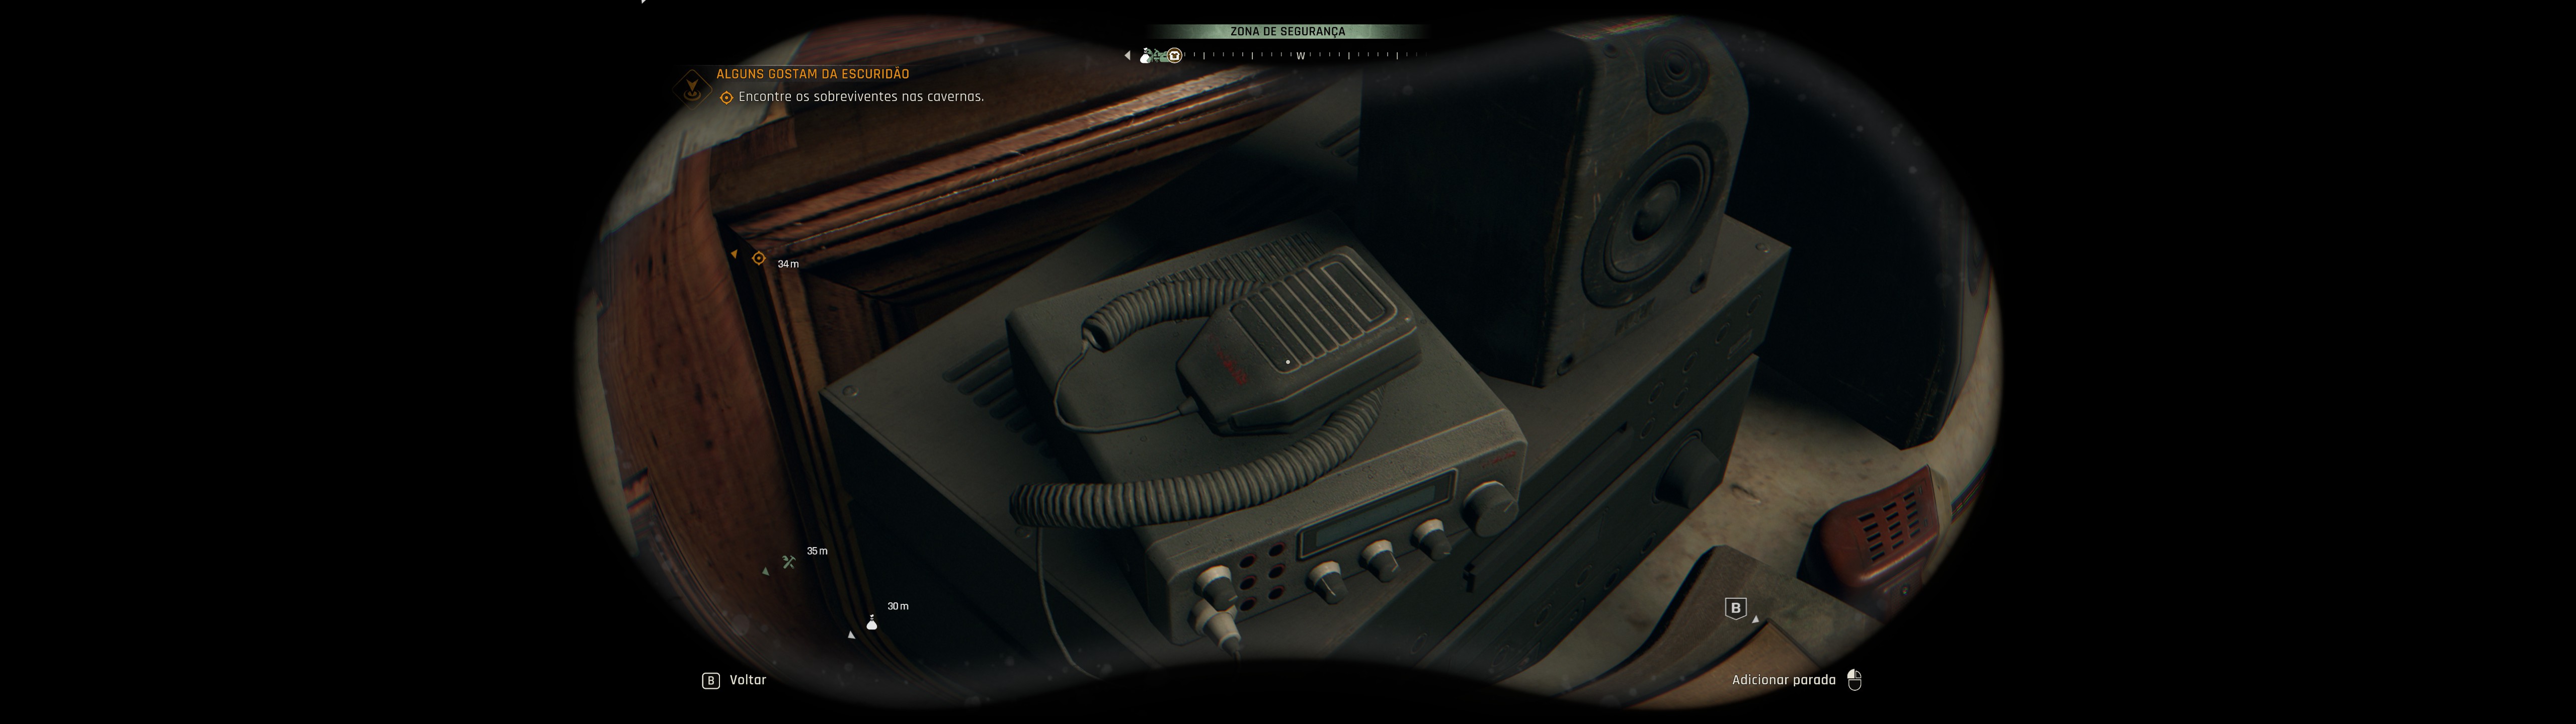 ZONA DE SEGURANÇA
W
ALGUNS GOSTAM DA ESCURIDÃO
Encontre os sobreviventes nas cavernas.
34 m
35 m
30 m
B
B Voltar
Adicionar parada